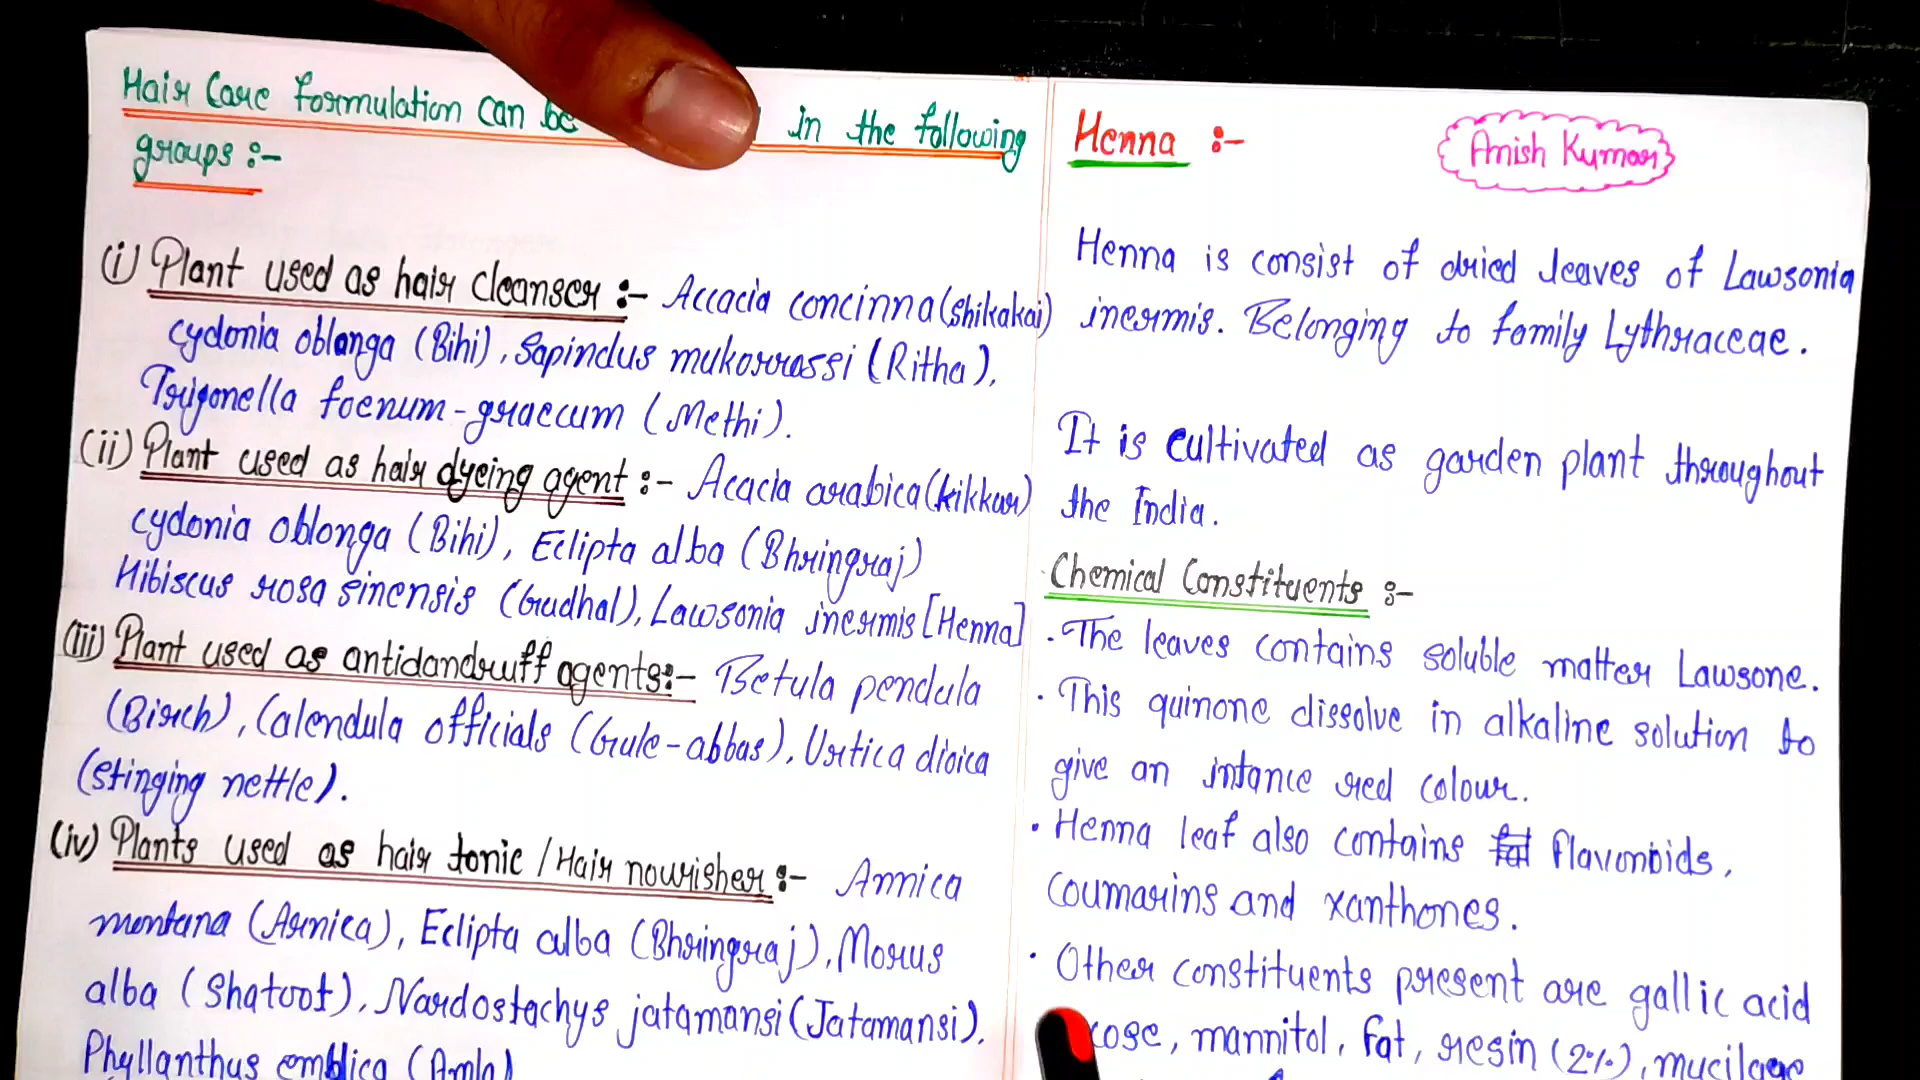 Hair Care formulation can be in the following
groups :-
(i) Plant used as hair cleanser :- Accacia concinna (shikakai)
cydonia oblanga (Bihi), Sapindus mukorrossi (Ritha),
Trigonella foenum-graecum (Methi).
(ii) Plant used as hair dyeing agent :- Acacia arabica (kikkar)
cydonia oblonga (Bihi), Eclipta alba (Bhringraj)
Hibiscus rosa sinensis (Gudhal), Lawsonia inermis [Henna]
(iii) Plant used as antidandruff agents:- Betula pendula
(Birch), Calendula officials (Gule-abbas), Urtica dioica
(stinging nettle).
(iv) Plants used as hair tonic / Hair nourisher :- Arnica
montana (Arnica), Eclipta alba (Bhringraj), Morus
alba (Shatoot), Nardostachys jatamansi (Jatamansi),
Phyllanthus emblica (Amla)
Henna :-
Amish Kumar
Henna is consist of dried leaves of Lawsonia
inermis. Belonging to family Lythraceae.
It is cultivated as garden plant throughout
the India.
Chemical Constituents :-
• The leaves contains soluble matter Lawsone.
• This quinone dissolve in alkaline solution to
give an intance red colour.
• Henna leaf also contains flavonoids,
coumarins and xanthones.
• Other constituents present are gallic acid
cose, mannitol, fat, resin (2%), mucilage